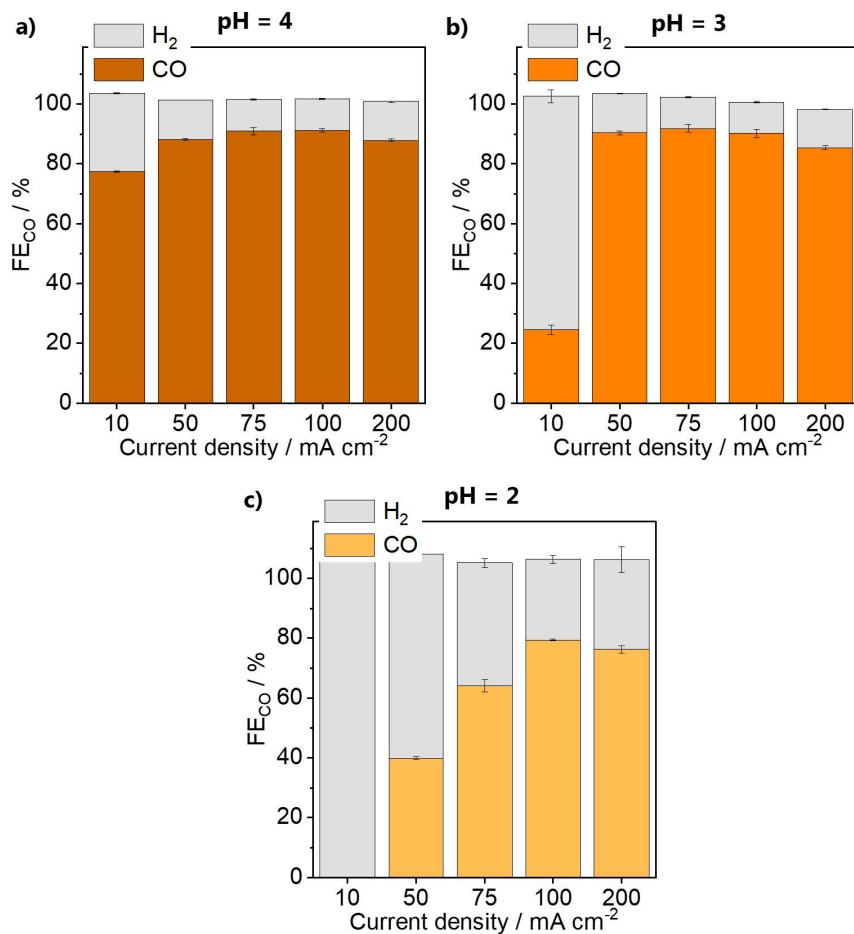 a)
pH = 4
H₂
CO
FE_CO / %
100
80
60
40
20
0
10 50 75 100 200
Current density / mA cm⁻²
b)
pH = 3
H₂
CO
FE_CO / %
100
80
60
40
20
0
10 50 75 100 200
Current density / mA cm⁻²
c)
pH = 2
H₂
CO
FE_CO / %
100
80
60
40
20
0
10 50 75 100 200
Current density / mA cm⁻²